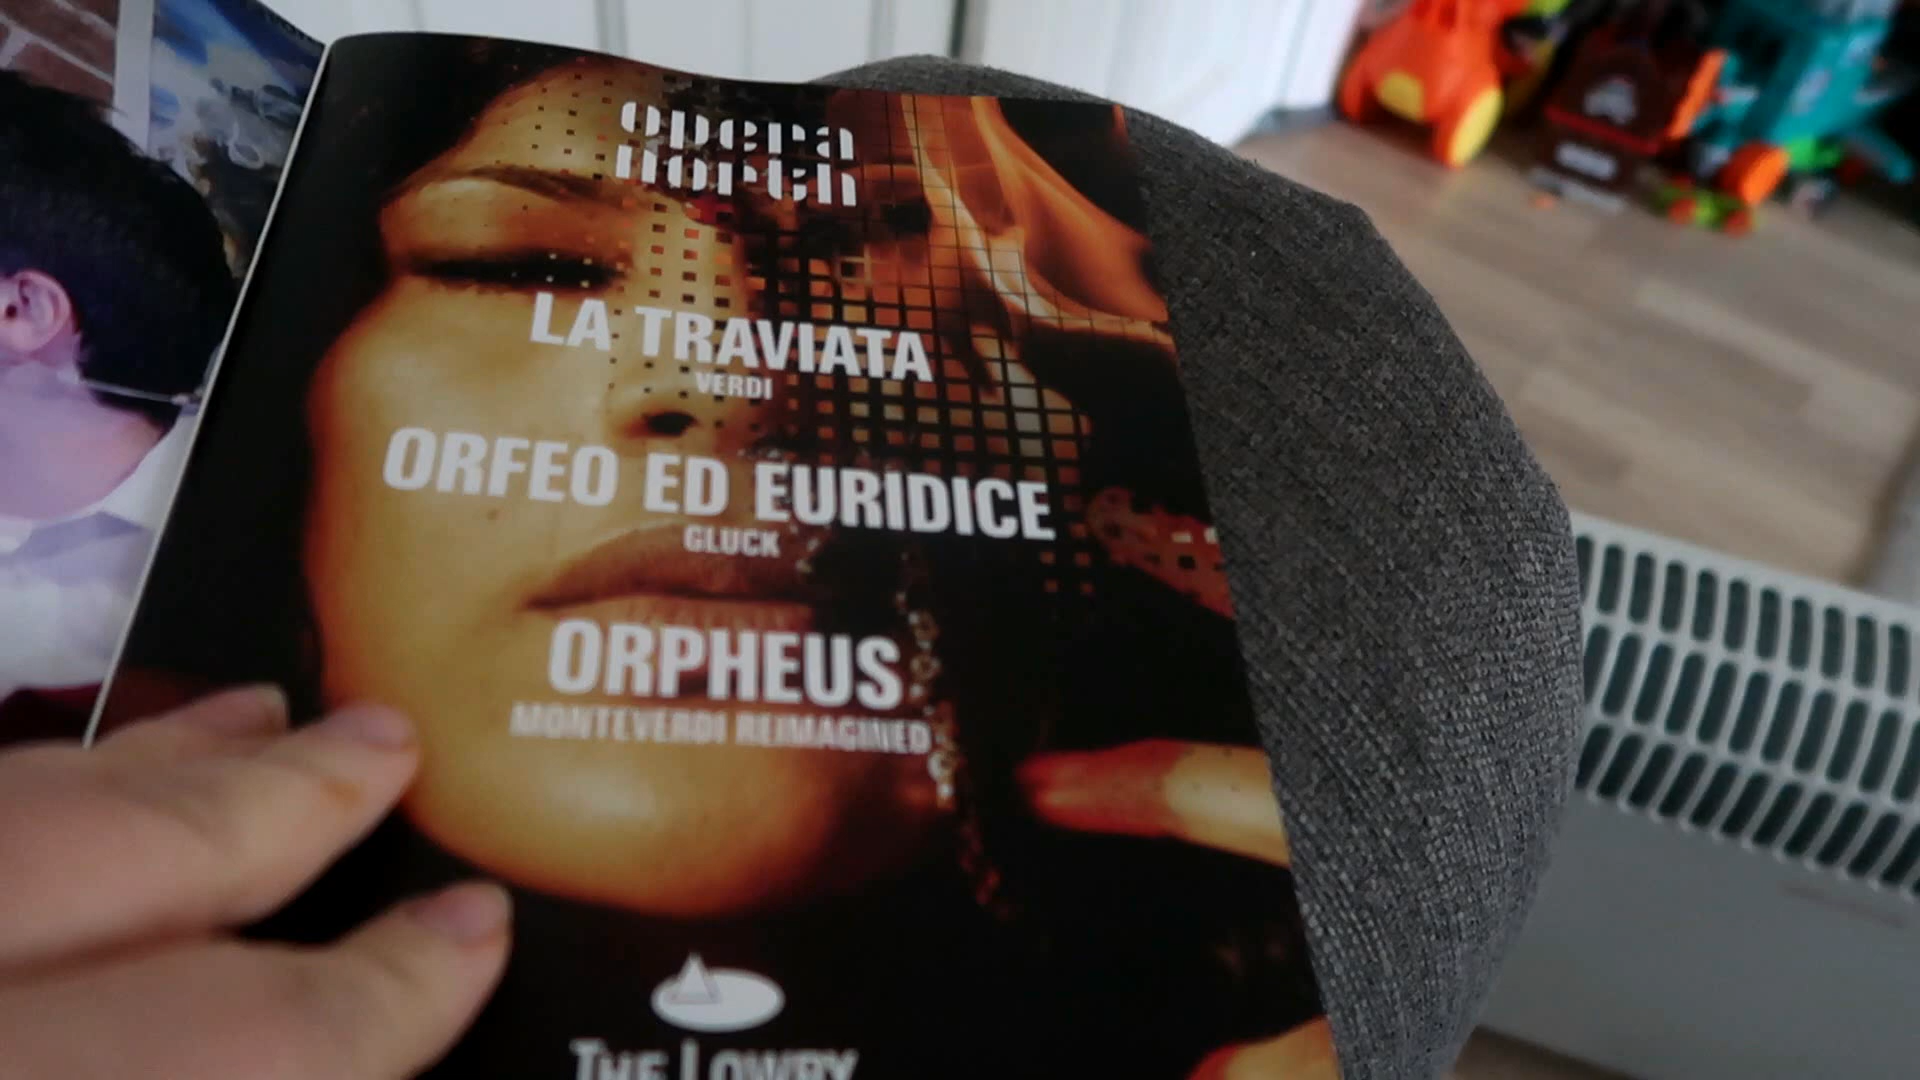 opera
north
LA TRAVIATA
VERDI
ORFEO ED EURIDICE
GLUCK
ORPHEUS
MONTEVERDI REIMAGINED
THE LOWRY